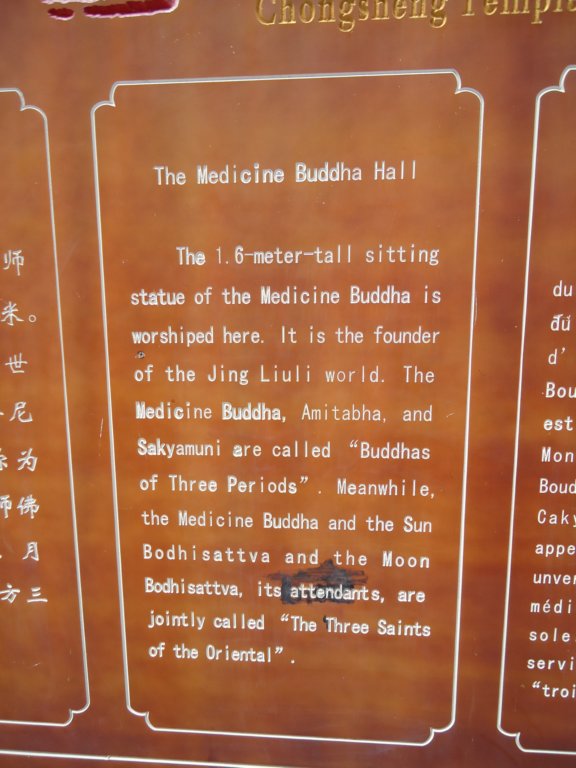 Chongsheng Temple
The Medicine Buddha Hall
The 1.6-meter-tall sitting
statue of the Medicine Buddha is
worshiped here. It is the founder
of the Jing Liuli world. The
Medicine Buddha, Amitabha, and
Sakyamuni are called “Buddhas
of Three Periods”. Meanwhile,
the Medicine Buddha and the Sun
Bodhisattva and the Moon
Bodhisattva, its attendants, are
jointly called “The Three Saints
of the Oriental”.
师
米。
世
尼
为
师佛
月
方三
du
d'
Bou
est
Mon
Boud
Caky
appe
unver
médi
sole
servi
“troi